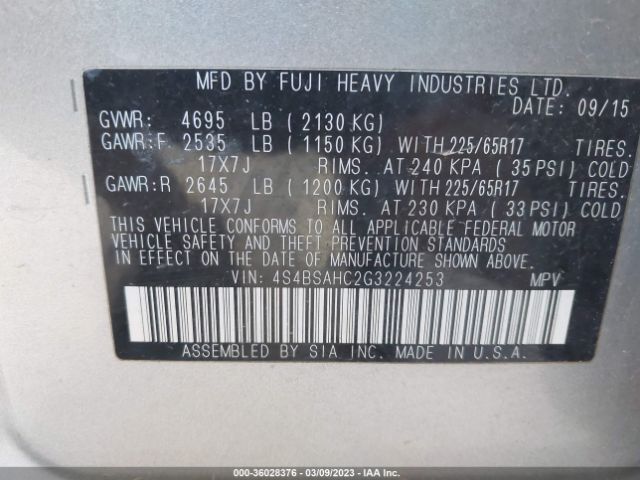 MFD BY FUJI HEAVY INDUSTRIES LTD.
DATE: 09/15
GVWR: 4695 LB ( 2130 KG)
GAWR:F 2535 LB ( 1150 KG) WITH 225/65R17 TIRES.
17X7J RIMS. AT 240 KPA ( 35 PSI) COLD
GAWR:R 2645 LB ( 1200 KG) WITH 225/65R17 TIRES.
17X7J RIMS. AT 230 KPA ( 33 PSI) COLD
THIS VEHICLE CONFORMS TO ALL APPLICABLE FEDERAL MOTOR
VEHICLE SAFETY AND THEFT PREVENTION STANDARDS
IN EFFECT ON THE DATE OF MANUFACTURE SHOWN ABOVE.
VIN: 4S4BSAHC2G3224253 MPV
ASSEMBLED BY SIA INC. MADE IN U.S.A.
000-36028376 | 03/09/2023 - Copart, IAA Inc.